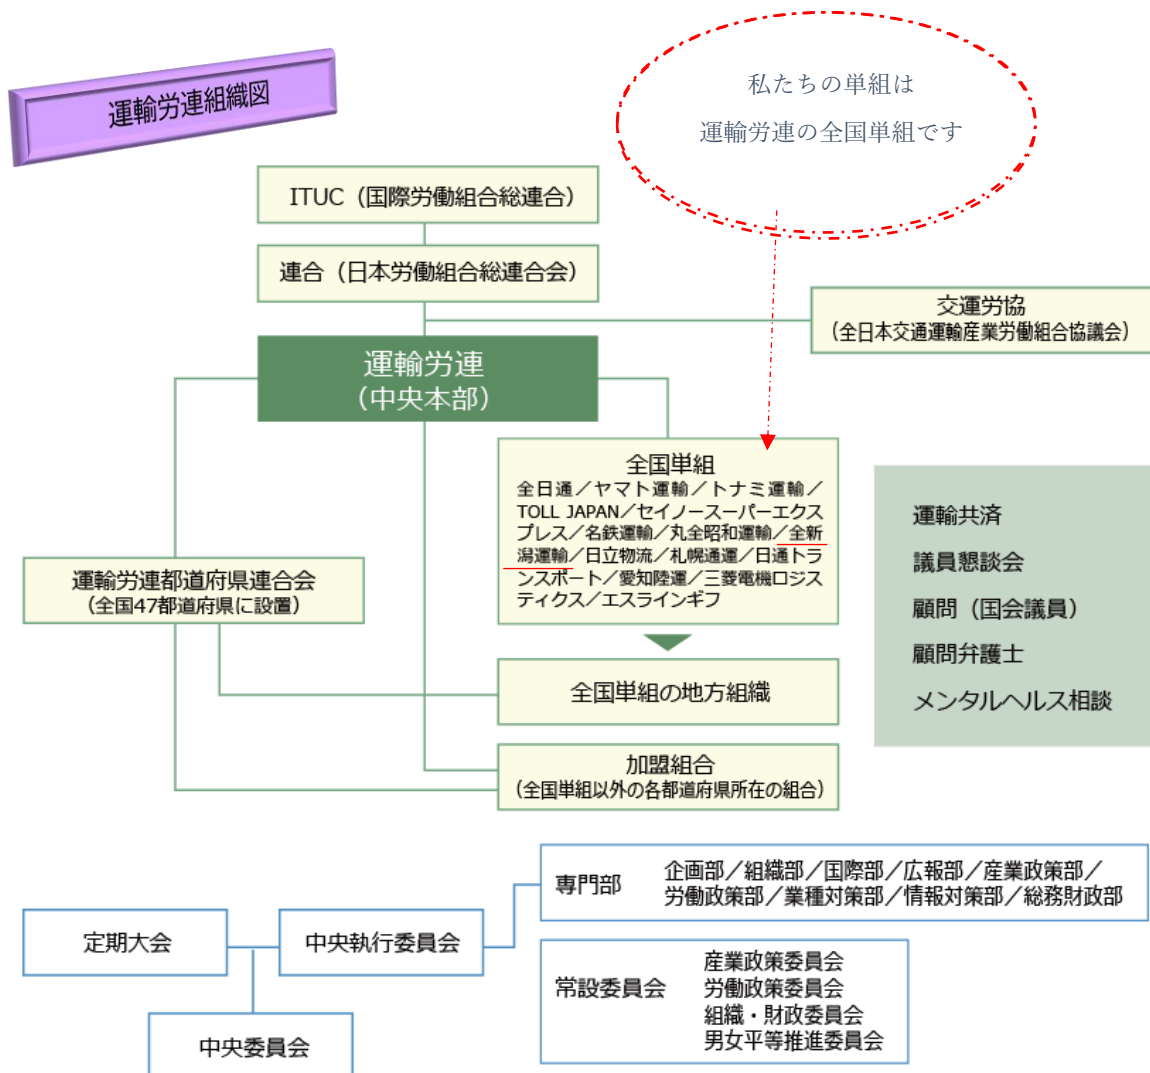 運輸労連組織図
私たちの単組は
運輸労連の全国単組です
ITUC（国際労働組合総連合）
連合（日本労働組合総連合会）
交運労協
（全日本交通運輸産業労働組合協議会）
運輸労連
（中央本部）
全国単組
全日通／ヤマト運輸／トナミ運輸／
TOLL JAPAN／セイノースーパーエクス
プレス／名鉄運輸／丸全昭和運輸／全新
潟運輸／日立物流／札幌通運／日通トラ
ンスポート／愛知陸運／三菱電機ロジス
ティクス／エスラインギフ
運輸労連都道府県連合会
（全国47都道府県に設置）
全国単組の地方組織
加盟組合
（全国単組以外の各都道府県所在の組合）
運輸共済
議員懇談会
顧問（国会議員）
顧問弁護士
メンタルヘルス相談
定期大会
中央執行委員会
中央委員会
専門部
企画部／組織部／国際部／広報部／産業政策部／
労働政策部／業種対策部／情報対策部／総務財政部
常設委員会
産業政策委員会
労働政策委員会
組織・財政委員会
男女平等推進委員会